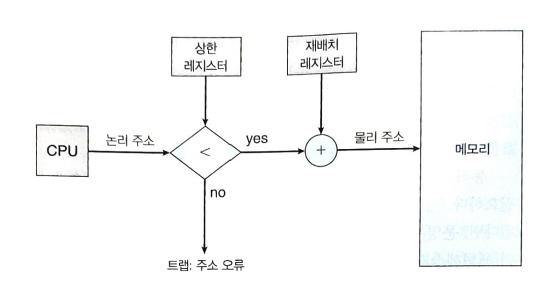 상한
레지스터
재배치
레지스터
CPU
논리 주소
<
yes
+
물리 주소
메모리
no
트랩: 주소 오류